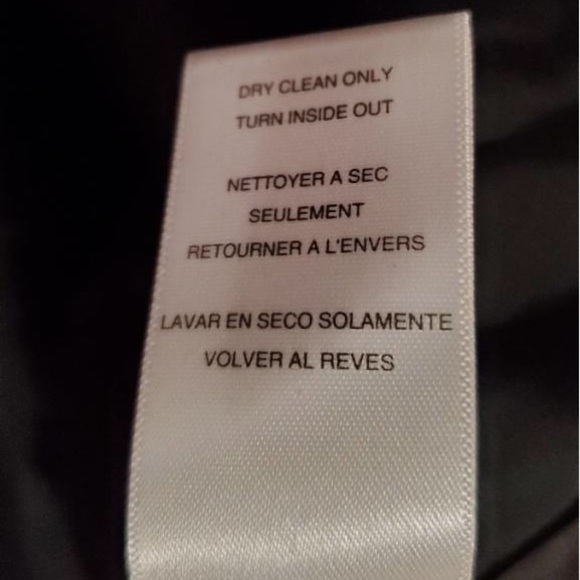 DRY CLEAN ONLY
TURN INSIDE OUT
NETTOYER A SEC
SEULEMENT
RETOURNER A L'ENVERS
LAVAR EN SECO SOLAMENTE
VOLVER AL REVES